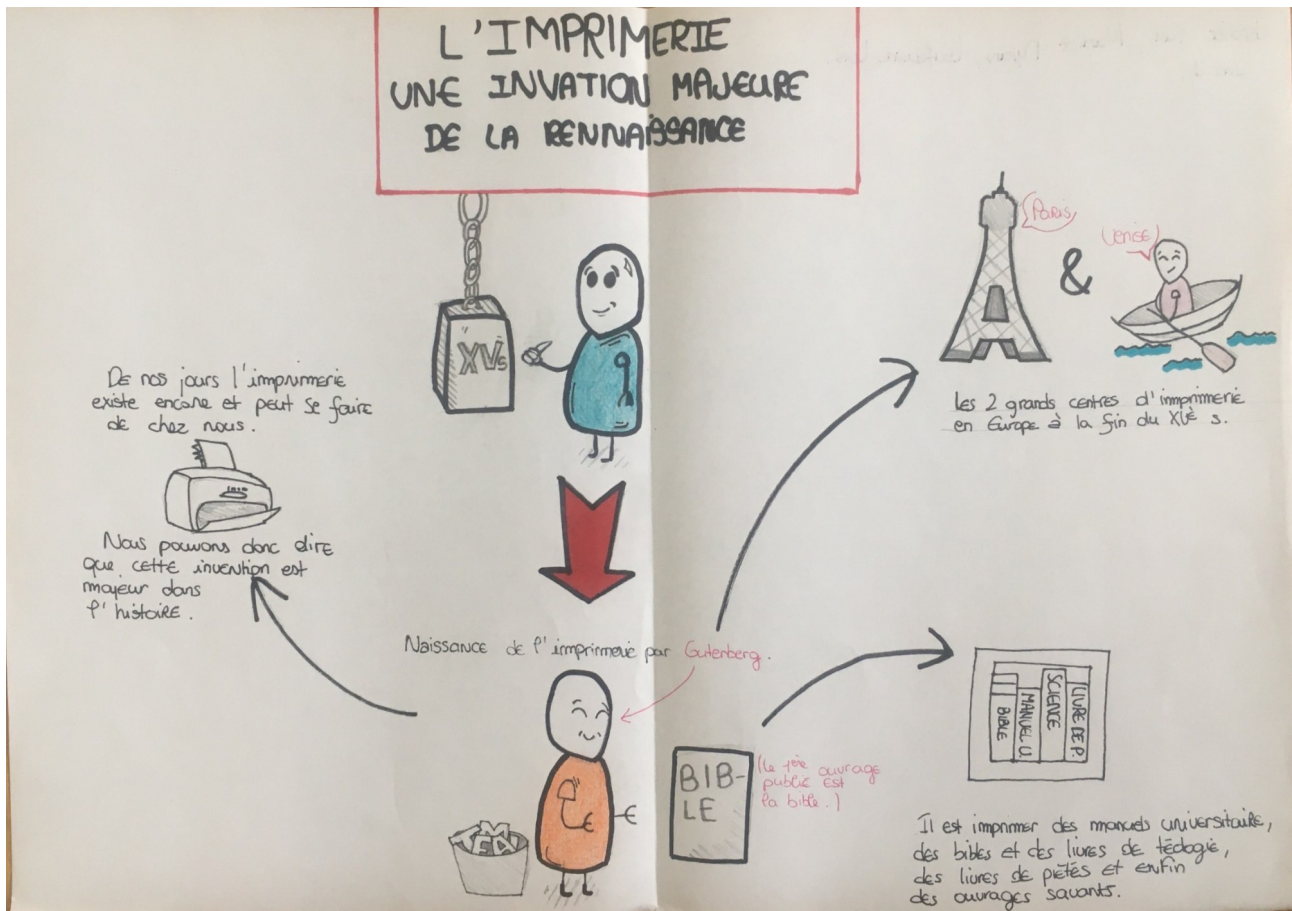 L'IMPRIMERIE
UNE INVATION MAJEURE
DE LA RENNAISSANCE
XVs
De nos jours l'imprimerie
existe encore et peut se faire
de chez nous.
Nous pouvons donc dire
que cette invention est
majeur dans
l'histoire.
Paris
&
Venise
Les 2 grands centres d'imprimerie
en Europe à la fin du XVè s.
Naissance de l'imprimerie par Gutenberg.
BIB-
LE
(Le 1ère ouvrage
public est
la bible.)
BIBLE
MANUEL U.
SCIENCE
LIVRE DE P.
Il est imprimer des manuels universitaire,
des bibles et des livres de téologie,
des livres de piétés et enfin
des ouvrages savants.